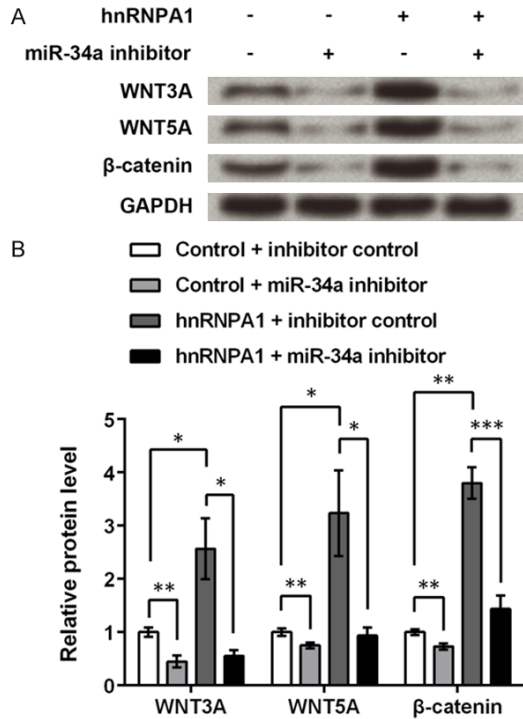 A
hnRNPA1 - - + +
miR-34a inhibitor - + - +
WNT3A
WNT5A
β-catenin
GAPDH
B
Control + inhibitor control
Control + miR-34a inhibitor
hnRNPA1 + inhibitor control
hnRNPA1 + miR-34a inhibitor
Relative protein level
5
4
3
2
1
0
* * ** 
* * ***
** ** **
WNT3A WNT5A β-catenin